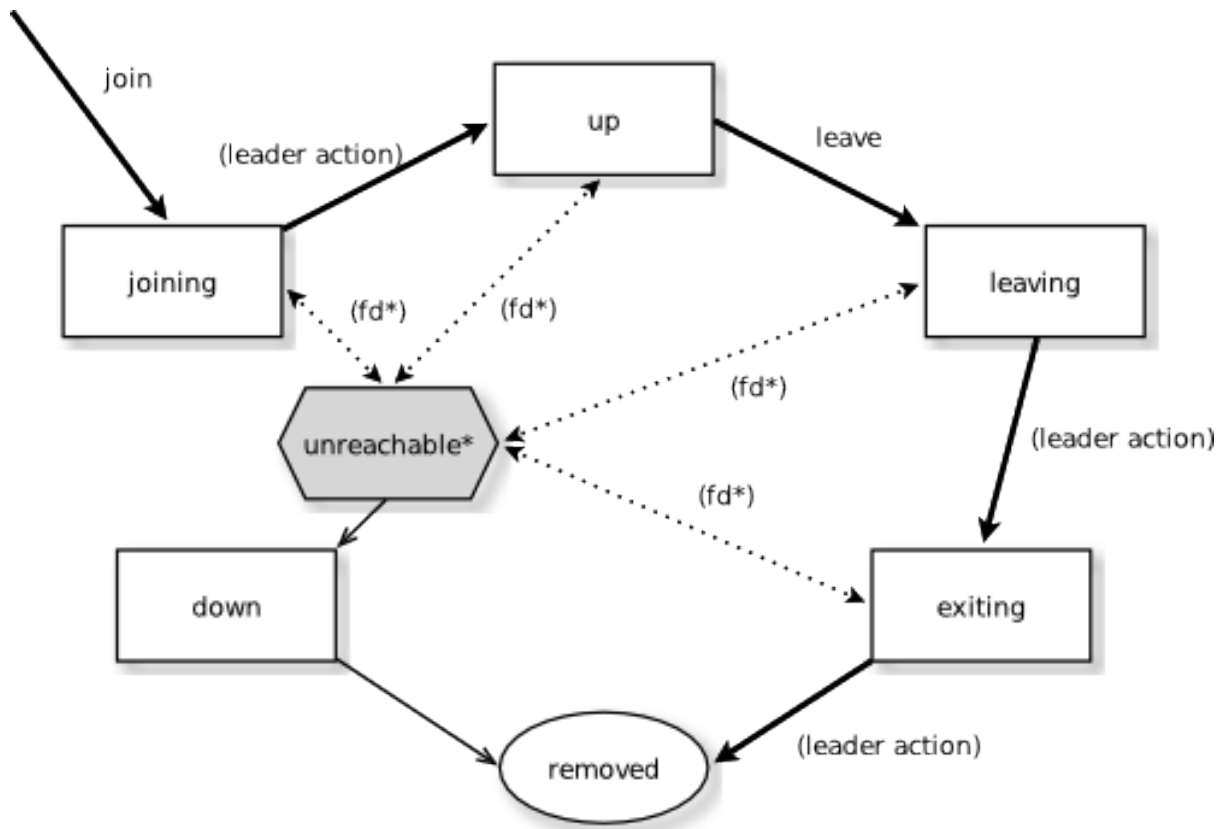 join
up
(leader action)
leave
joining
leaving
(fd*)
(fd*)
(fd*)
unreachable*
(leader action)
(fd*)
down
exiting
(leader action)
removed